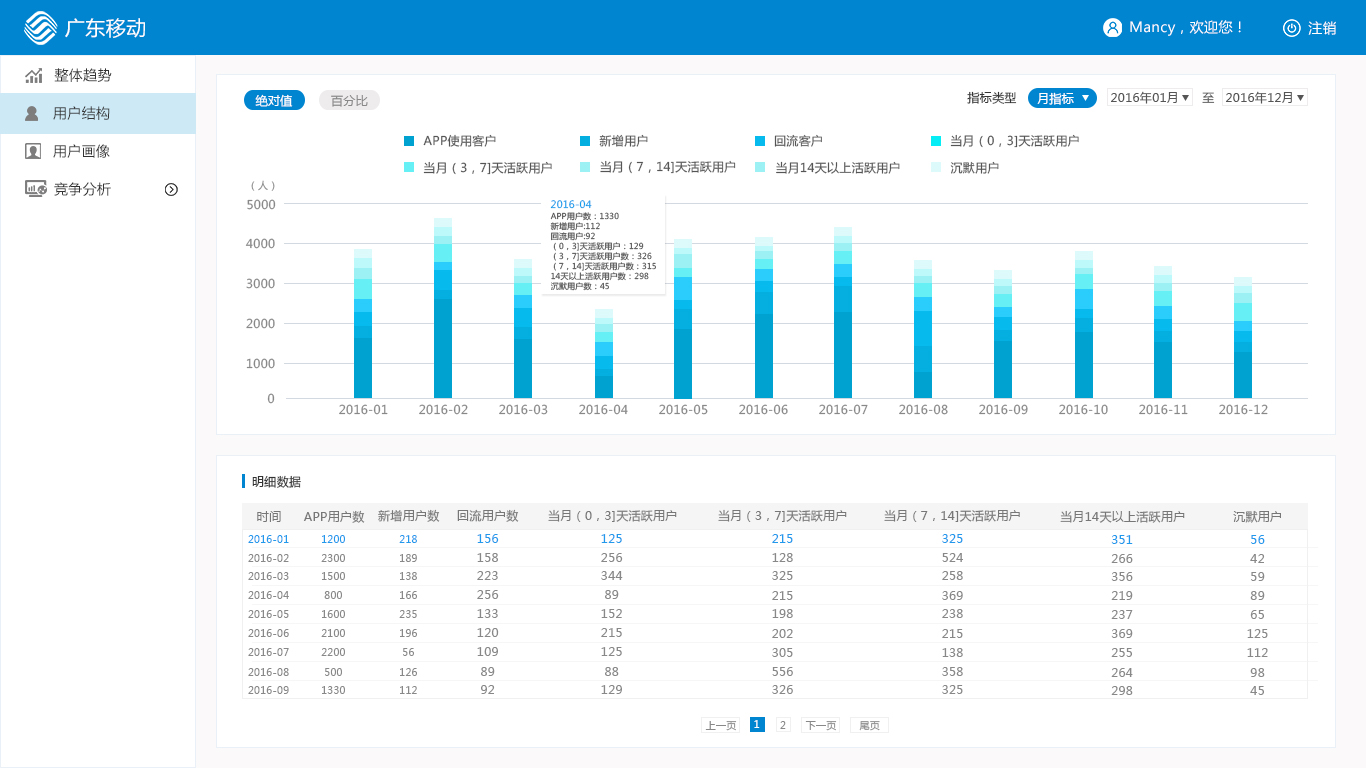 广东移动
Mancy，欢迎您！ 注销
整体趋势
用户结构
用户画像
竞争分析
绝对值 百分比
指标类型 月指标 ▼ 2016年01月▼ 至 2016年12月▼
APP使用客户 新增用户 回流客户 当月（0，3]天活跃用户
当月（3，7]天活跃用户 当月（7，14]天活跃用户 当月14天以上活跃用户 沉默用户
（人）
5000
4000
3000
2000
1000
0
2016-04
APP用户数：1330
新增用户:112
回流用户:92
（0，3]天活跃用户：129
（3，7]天活跃用户数：326
（7，14]天活跃用户数：315
14天以上活跃用户数：298
沉默用户数：45
2016-01 2016-02 2016-03 2016-04 2016-05 2016-06 2016-07 2016-08 2016-09 2016-10 2016-11 2016-12
明细数据
时间 APP用户数 新增用户数 回流用户数 当月（0，3]天活跃用户 当月（3，7]天活跃用户 当月（7，14]天活跃用户 当月14天以上活跃用户 沉默用户
2016-01 1200 218 156 125 215 325 351 56
2016-02 2300 189 158 256 128 524 266 42
2016-03 1500 138 223 344 325 258 356 59
2016-04 800 166 256 89 215 369 219 89
2016-05 1600 235 133 152 198 238 237 65
2016-06 2100 196 120 215 202 215 369 125
2016-07 2200 56 109 125 305 138 255 112
2016-08 500 126 89 88 556 358 264 98
2016-09 1330 112 92 129 326 325 298 45
上一页 1 2 下一页 尾页